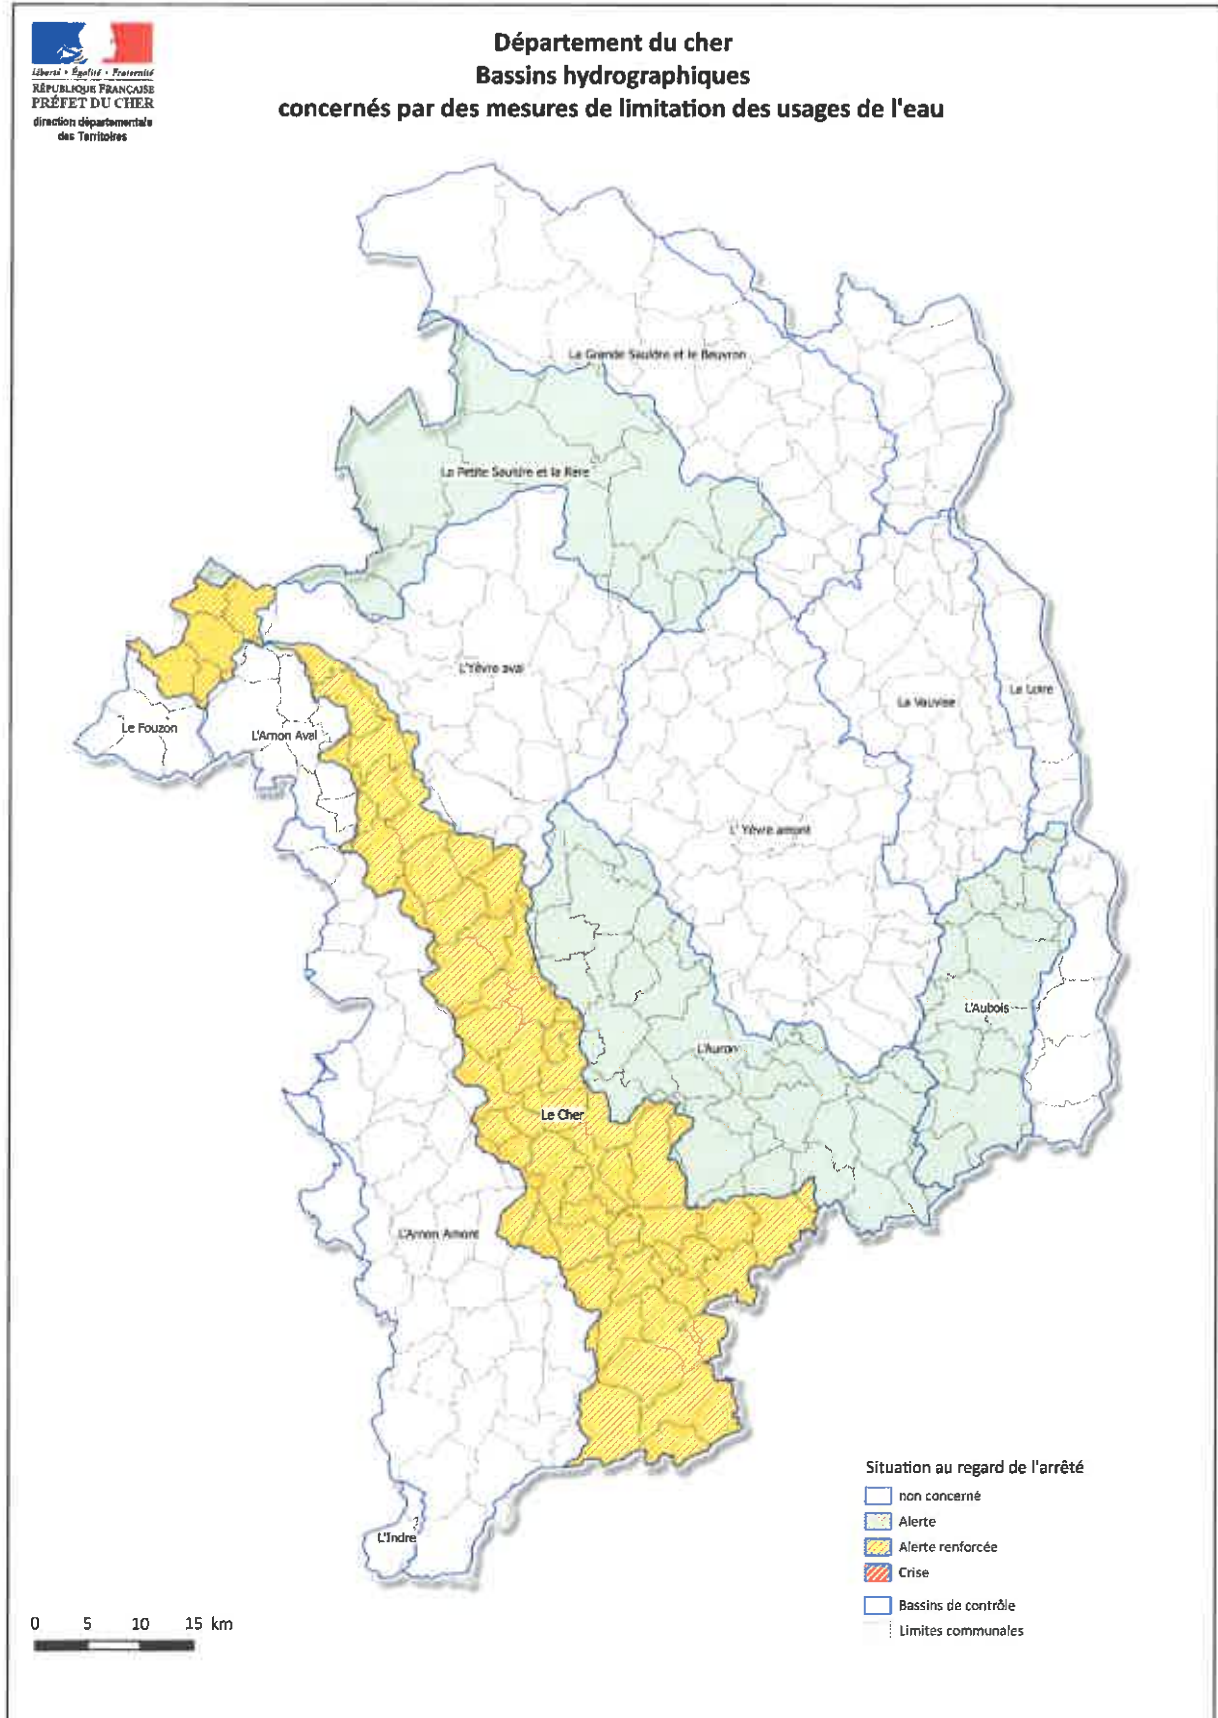 Liberté • Égalité • Fraternité
RÉPUBLIQUE FRANÇAISE
PRÉFET DU CHER
direction départementale
des Territoires
Département du cher
Bassins hydrographiques
concernés par des mesures de limitation des usages de l'eau
La Grande Sauldre et le Beuvron
La Petite Sauldre et la Rère
L'Yèvre aval
La Vauvise
La Loire
Le Fouzon
L'Arnon Aval
L' Yèvre amont
L'Aubois
L'Auron
Le Cher
L'Arnon Amont
L'Indre
Situation au regard de l'arrêté
non concerné
Alerte
Alerte renforcée
Crise
Bassins de contrôle
Limites communales
0 5 10 15 km